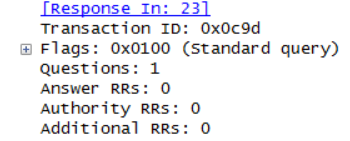 [Response In: 23]
Transaction ID: 0x0c9d
Flags: 0x0100 (Standard query)
Questions: 1
Answer RRs: 0
Authority RRs: 0
Additional RRs: 0